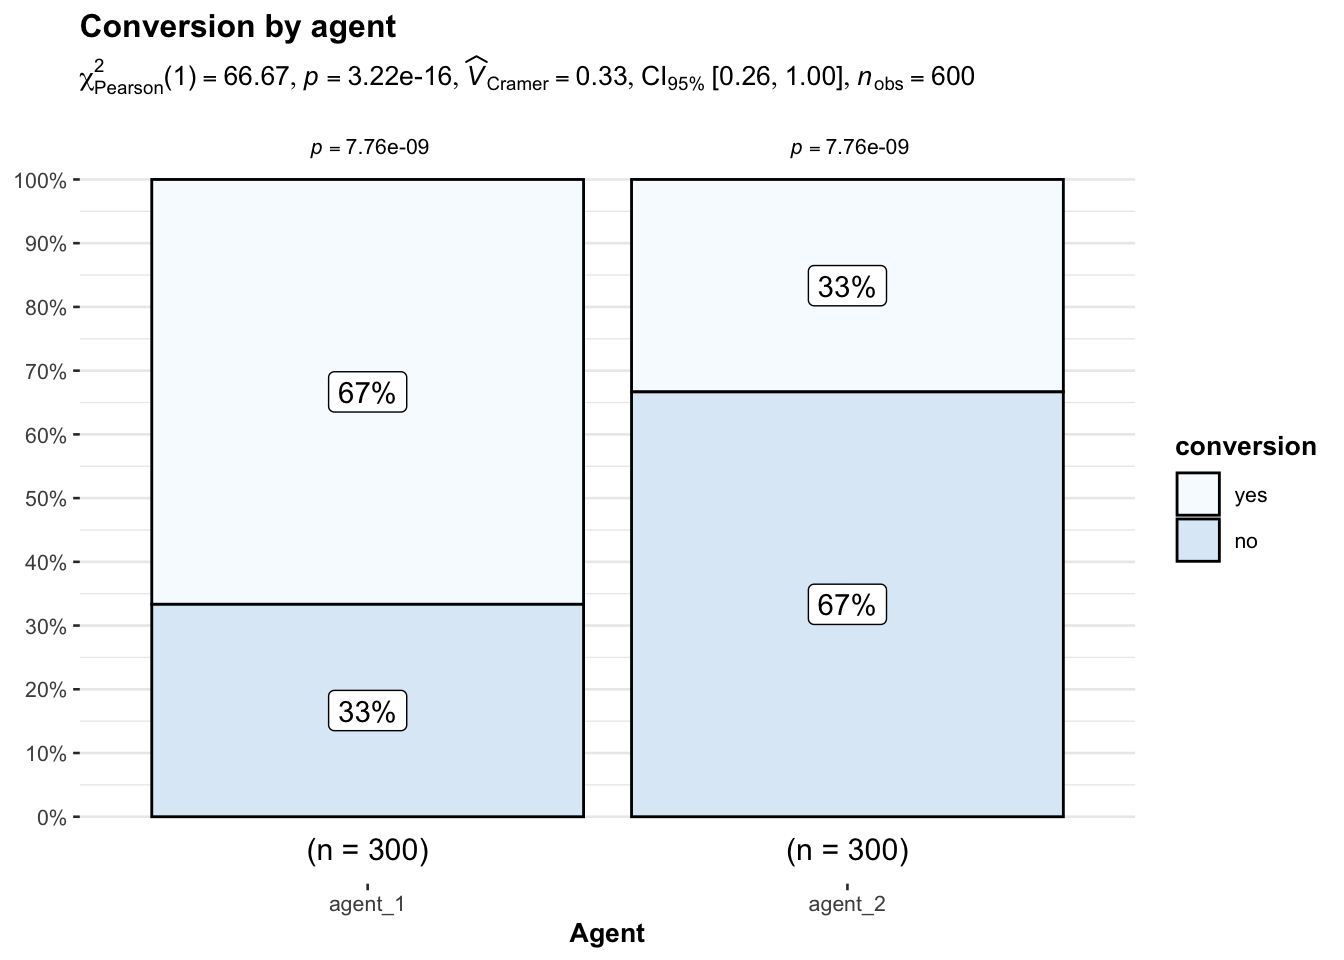 Conversion by agent
χ²Pearson(1) = 66.67, p = 3.22e-16, V̂Cramer = 0.33, CI95% [0.26, 1.00], nobs = 600
p = 7.76e-09
p = 7.76e-09
100%
90%
80%
70%
60%
50%
40%
30%
20%
10%
0%
67%
33%
33%
67%
conversion
yes
no
(n = 300)
(n = 300)
agent_1
agent_2
Agent